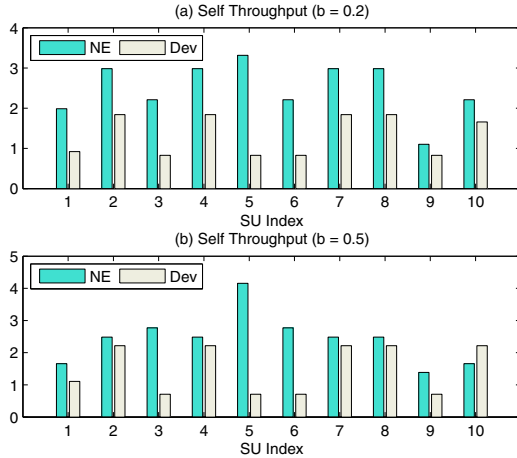 (a) Self Throughput (b = 0.2)
4
3
2
1
0
NE Dev
1 2 3 4 5 6 7 8 9 10
SU Index
(b) Self Throughput (b = 0.5)
5
4
3
2
1
0
NE Dev
1 2 3 4 5 6 7 8 9 10
SU Index